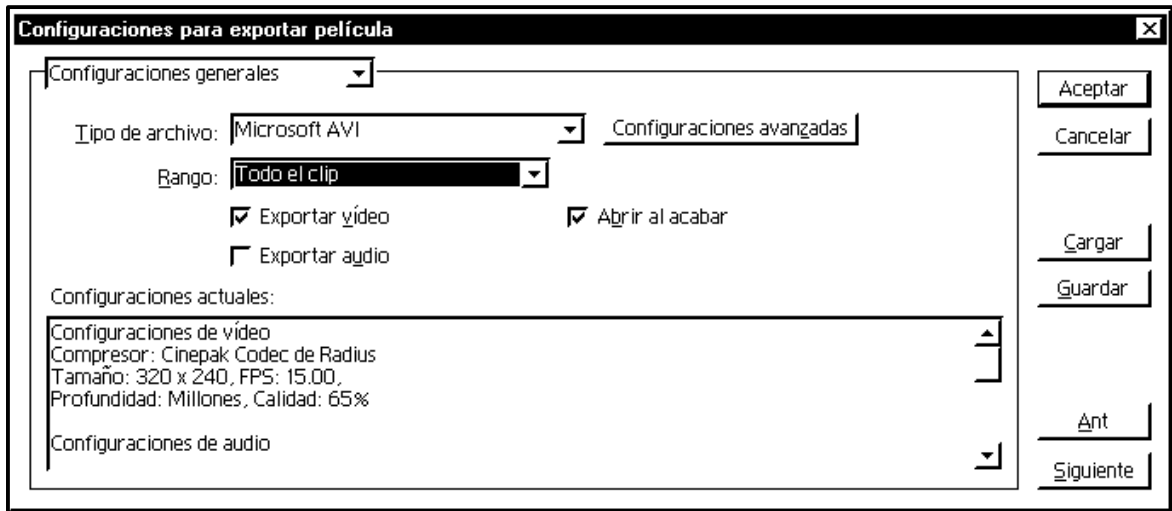 Configuraciones para exportar película
Configuraciones generales
Tipo de archivo: Microsoft AVI Configuraciones avanzadas
Rango: Todo el clip
Exportar vídeo Abrir al acabar
Exportar audio
Configuraciones actuales:
Configuraciones de vídeo
Compresor: Cinepak Codec de Radius
Tamaño: 320 x 240, FPS: 15.00,
Profundidad: Millones, Calidad: 65%
Configuraciones de audio
Aceptar
Cancelar
Cargar
Guardar
Ant
Siguiente